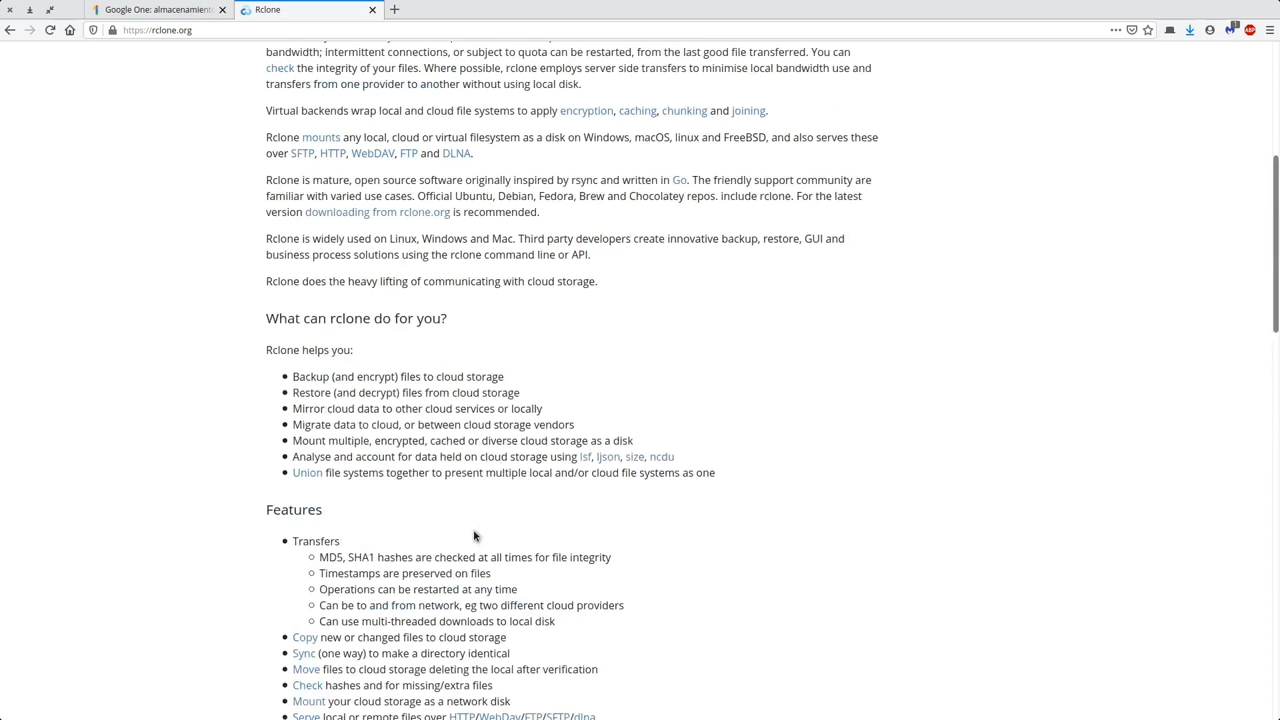 Google One: almacenamiento
Rclone
https://rclone.org
bandwidth; intermittent connections, or subject to quota can be restarted, from the last good file transferred. You can
check the integrity of your files. Where possible, rclone employs server side transfers to minimise local bandwidth use and
transfers from one provider to another without using local disk.
Virtual backends wrap local and cloud file systems to apply encryption, caching, chunking and joining.
Rclone mounts any local, cloud or virtual filesystem as a disk on Windows, macOS, linux and FreeBSD, and also serves these
over SFTP, HTTP, WebDAV, FTP and DLNA.
Rclone is mature, open source software originally inspired by rsync and written in Go. The friendly support community are
familiar with varied use cases. Official Ubuntu, Debian, Fedora, Brew and Chocolatey repos. include rclone. For the latest
version downloading from rclone.org is recommended.
Rclone is widely used on Linux, Windows and Mac. Third party developers create innovative backup, restore, GUI and
business process solutions using the rclone command line or API.
Rclone does the heavy lifting of communicating with cloud storage.
What can rclone do for you?
Rclone helps you:
Backup (and encrypt) files to cloud storage
Restore (and decrypt) files from cloud storage
Mirror cloud data to other cloud services or locally
Migrate data to cloud, or between cloud storage vendors
Mount multiple, encrypted, cached or diverse cloud storage as a disk
Analyse and account for data held on cloud storage using lsf, ljson, size, ncdu
Union file systems together to present multiple local and/or cloud file systems as one
Features
Transfers
MD5, SHA1 hashes are checked at all times for file integrity
Timestamps are preserved on files
Operations can be restarted at any time
Can be to and from network, eg two different cloud providers
Can use multi-threaded downloads to local disk
Copy new or changed files to cloud storage
Sync (one way) to make a directory identical
Move files to cloud storage deleting the local after verification
Check hashes and for missing/extra files
Mount your cloud storage as a network disk
Serve local or remote files over HTTP/WebDav/FTP/SFTP/dlna